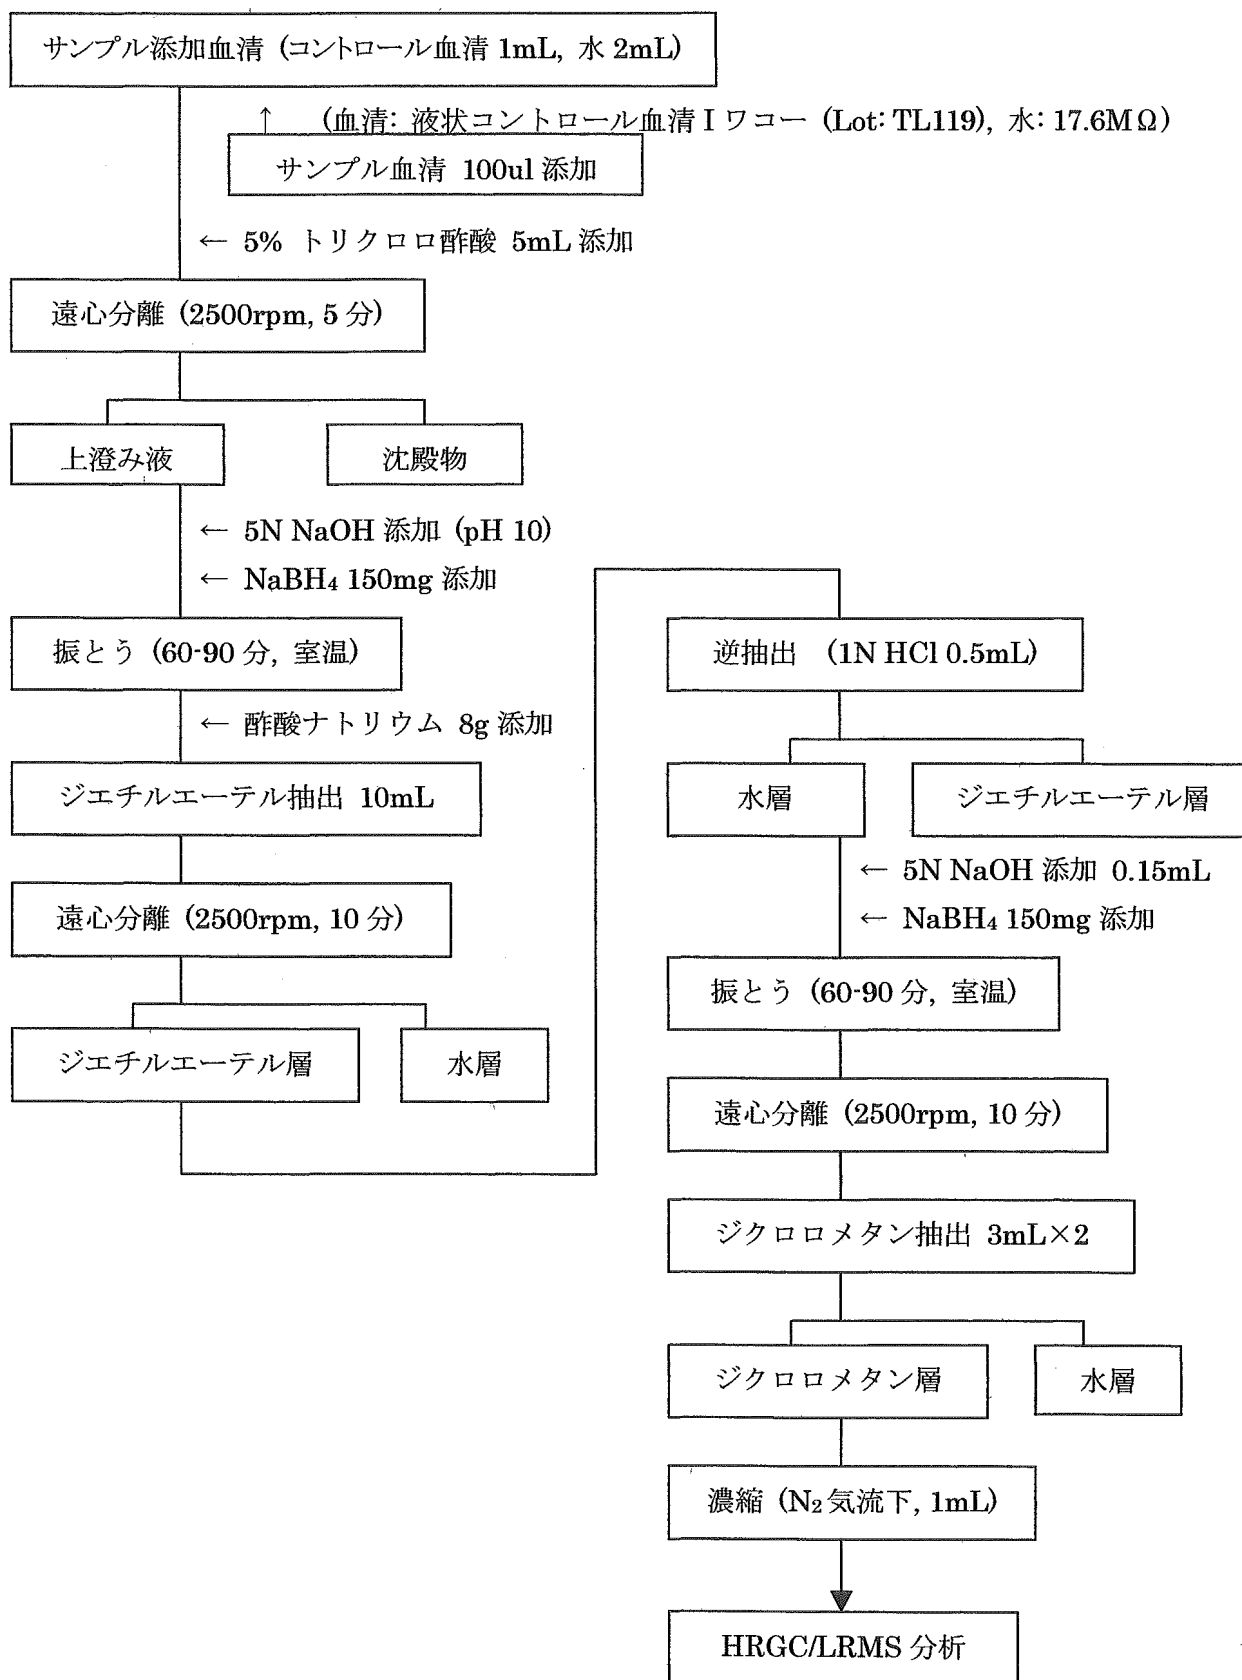 サンプル添加血清 (コントロール血清 1mL, 水 2mL)
↑ (血清: 液状コントロール血清 I ワコー (Lot: TL119), 水: 17.6MΩ)
サンプル血清 100ul 添加
← 5% トリクロロ酢酸 5mL 添加
遠心分離 (2500rpm, 5 分)
上澄み液
沈殿物
← 5N NaOH 添加 (pH 10)
← NaBH₄ 150mg 添加
振とう (60-90 分, 室温)
← 酢酸ナトリウム 8g 添加
ジエチルエーテル抽出 10mL
遠心分離 (2500rpm, 10 分)
ジエチルエーテル層
水層
逆抽出 (1N HCl 0.5mL)
水層
ジエチルエーテル層
← 5N NaOH 添加 0.15mL
← NaBH₄ 150mg 添加
振とう (60-90 分, 室温)
遠心分離 (2500rpm, 10 分)
ジクロロメタン抽出 3mL×2
ジクロロメタン層
水層
濃縮 (N₂ 気流下, 1mL)
HRGC/LRMS 分析